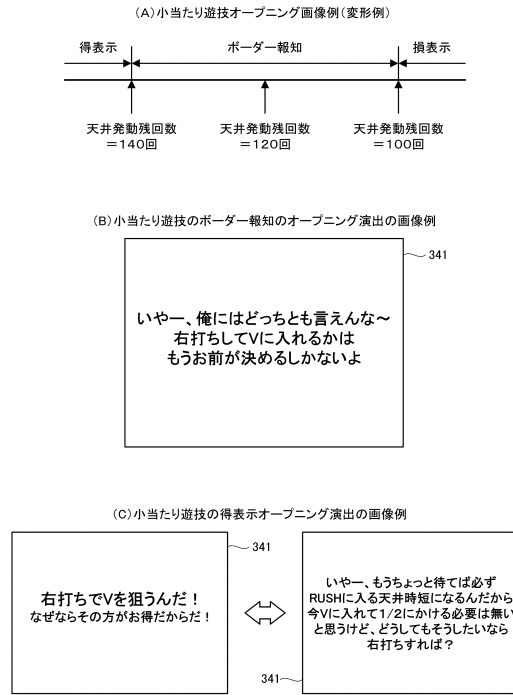 (A)小当たり遊技オープニング画像例(変形例)
得表示
ボーダー報知
損表示
天井発動残回数
=140回
天井発動残回数
=120回
天井発動残回数
=100回
(B)小当たり遊技のボーダー報知のオープニング演出の画像例
341
いやー、俺にはどっちとも言えんな～
右打ちしてVに入れるかは
もうお前が決めるしかないよ
(C)小当たり遊技の得表示オープニング演出の画像例
341
右打ちでVを狙うんだ!
なぜならその方がお得だからだ!
いやー、もうちょっと待てば必ず
RUSHに入る天井時短になるんだから
今Vに入れて1/2にかける必要は無い
と思うけど、どうしてもそうしたいなら
右打ちすれば?
341